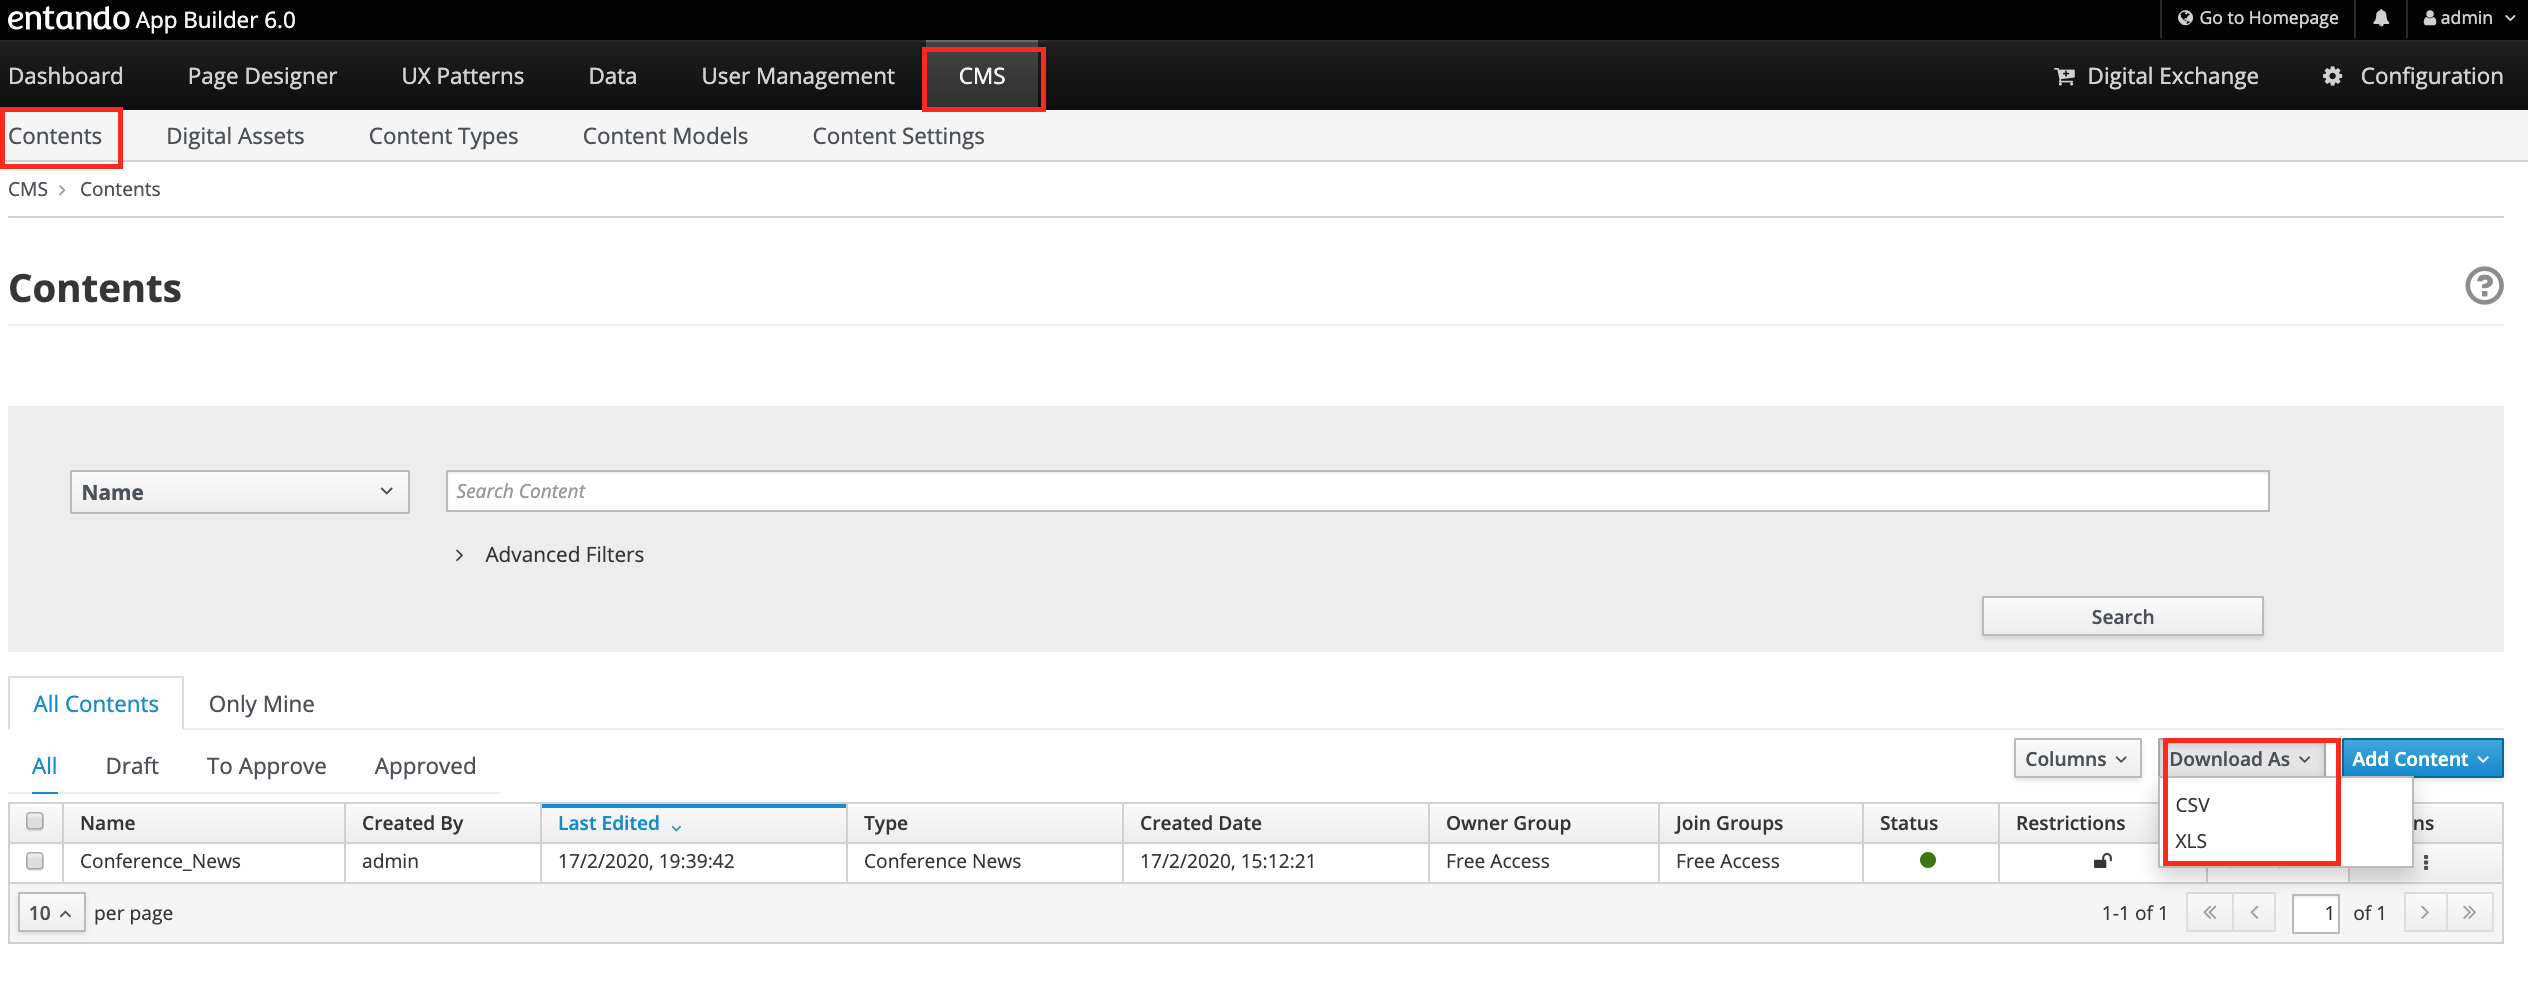 entando App Builder 6.0 Go to Homepage admin
Dashboard Page Designer UX Patterns Data User Management CMS Digital Exchange Configuration
Contents Digital Assets Content Types Content Models Content Settings
CMS > Contents
Contents
Name Search Content
> Advanced Filters
Search
All Contents Only Mine
All Draft To Approve Approved Columns Download As Add Content
CSV
XLS
Name Created By Last Edited Type Created Date Owner Group Join Groups Status Restrictions ns
Conference_News admin 17/2/2020, 19:39:42 Conference News 17/2/2020, 15:12:21 Free Access Free Access
10 per page 1-1 of 1 « < 1 of 1 > »